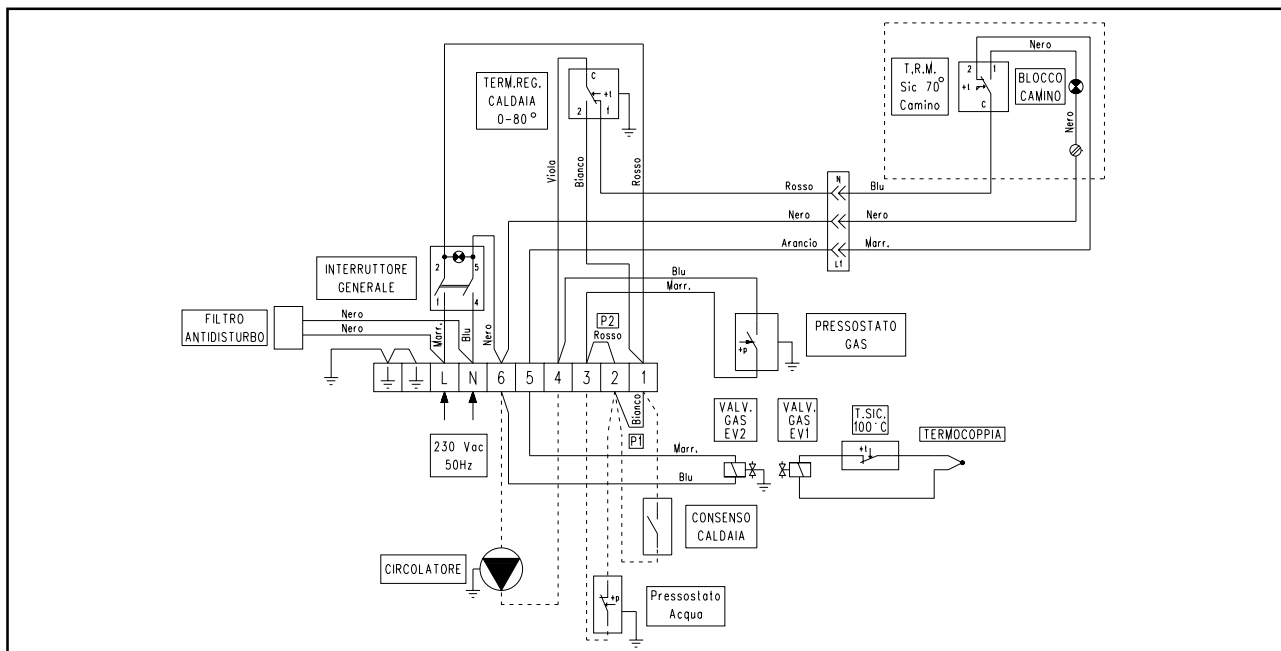 Nero
2 1
T.R.M.
Sic 70°
Camino
+t
C
BLOCCO
CAMINO
Nero
TERM.REG.
CALDAIA
0-80°
C
+t
2 1
Viola
Bianco
Rosso
N
Rosso
Blu
Nero
Nero
Arancio
Marr.
L1
INTERRUTTORE
GENERALE
2 5
1 4
Blu
Marr.
FILTRO
ANTIDISTURBO
Nero
Nero
Marr.
Blu
Nero
P2
Rosso
+p
PRESSOSTATO
GAS
L N 6 5 4 3 2 1
Bianco
P1
230 Vac
50Hz
VALV.
GAS
EV2
VALV.
GAS
EV1
T.SIC.
100°C
+t
TERMOCOPPIA
Marr.
Blu
CONSENSO
CALDAIA
CIRCOLATORE
+p
Pressostato
Acqua